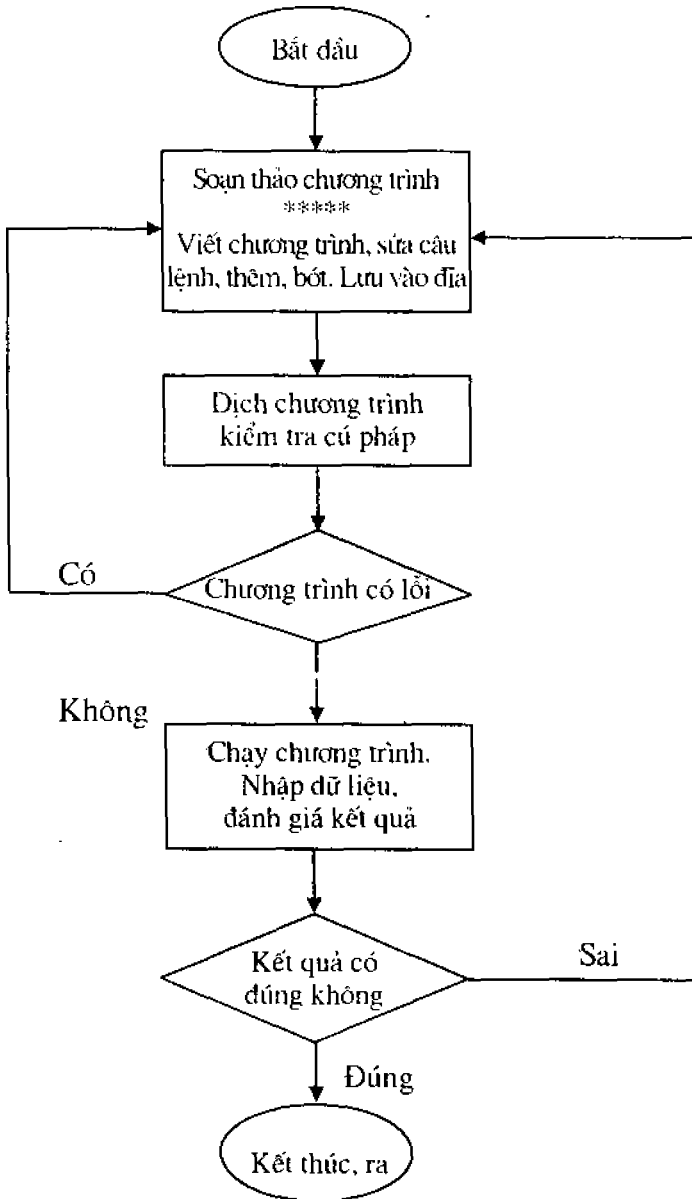 Bắt đầu
Soạn thảo chương trình
*****
Viết chương trình, sửa câu
lệnh, thêm, bớt. Lưu vào đĩa
Dịch chương trình
kiểm tra cú pháp
Chương trình có lỗi
Có
Không
Chạy chương trình.
Nhập dữ liệu,
đánh giá kết quả
Kết quả có
đúng không
Sai
Đúng
Kết thúc, ra